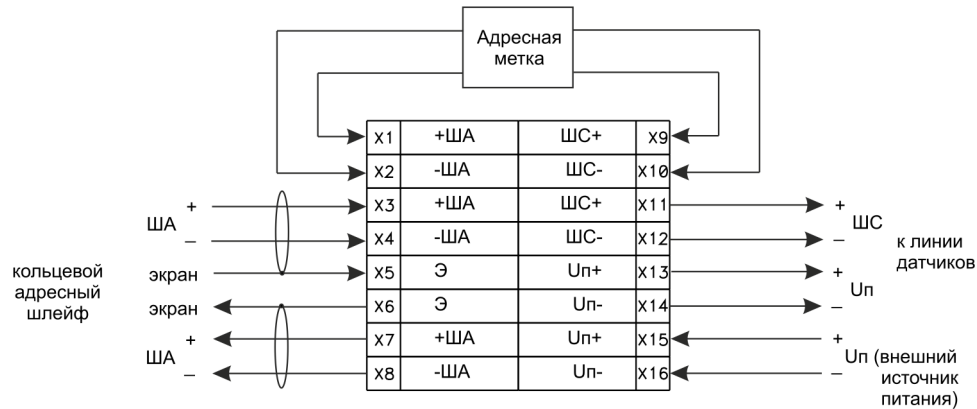 Адресная
метка
X1 +ША ШС+ X9
X2 -ША ШС- X10
+ X3 +ША ШС+ X11 +
ША ШС
– X4 -ША ШС- X12 –
к линии
датчиков
экран X5 Э Uп+ X13 +
Uп
экран X6 Э Uп- X14 –
кольцевой
адресный
шлейф
+ X7 +ША Uп+ X15 +
ША Uп (внешний
– X8 -ША Uп- X16 –
источник
питания)